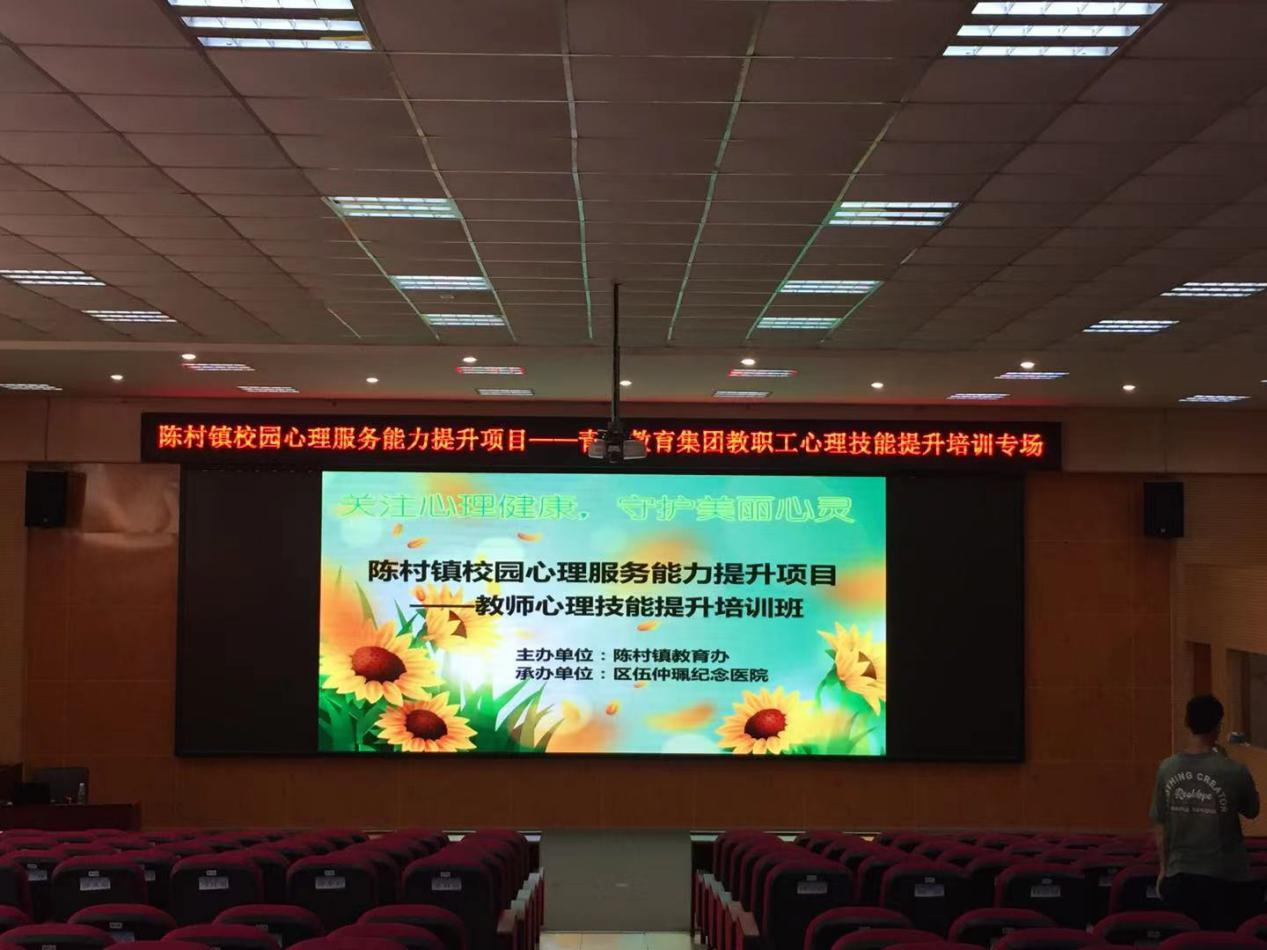 陈村镇校园心理服务能力提升项目——青 教育集团教职工心理技能提升培训专场
关注心理健康，守护美丽心灵
陈村镇校园心理服务能力提升项目
——教师心理技能提升培训班
主办单位：陈村镇教育办
承办单位：区伍仲珮纪念医院
THING CREATOR